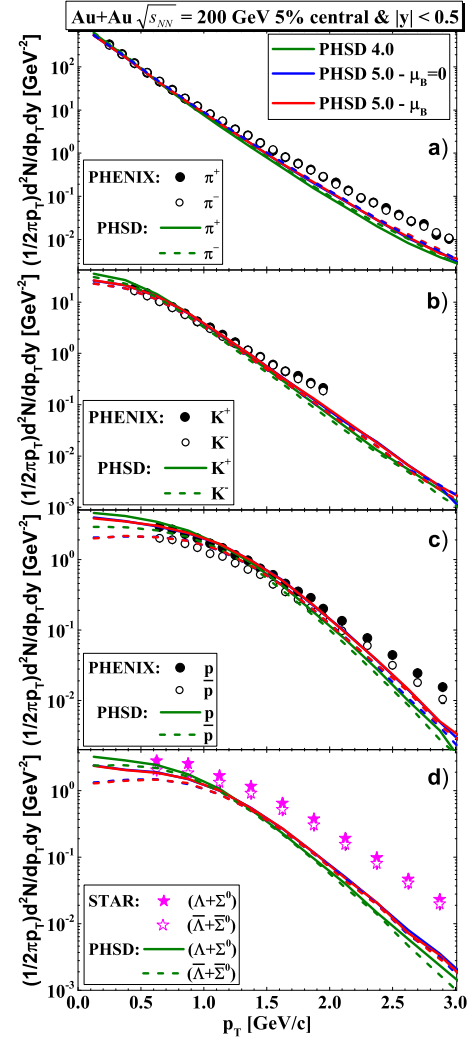 Au+Au √s_NN = 200 GeV 5% central & |y| < 0.5
(1/2πp_T)d²N/dp_Tdy [GeV⁻²]
10²
10¹
10⁰
10⁻¹
10⁻²
PHSD 4.0
PHSD 5.0 - μ_B=0
PHSD 5.0 - μ_B
a)
PHENIX: π⁺
π⁻
PHSD: π⁺
π⁻
(1/2πp_T)d²N/dp_Tdy [GeV⁻²]
10¹
10⁰
10⁻¹
10⁻²
10⁻³
b)
PHENIX: K⁺
K⁻
PHSD: K⁺
K⁻
(1/2πp_T)d²N/dp_Tdy [GeV⁻²]
10⁰
10⁻¹
10⁻²
c)
PHENIX: p
p̅
PHSD: p
p̅
(1/2πp_T)d²N/dp_Tdy [GeV⁻²]
10⁰
10⁻¹
10⁻²
10⁻³
d)
STAR: (Λ+Σ⁰)
(Λ̅+Σ̅⁰)
PHSD: (Λ+Σ⁰)
(Λ̅+Σ̅⁰)
0.0 0.5 1.0 1.5 2.0 2.5 3.0
p_T [GeV/c]